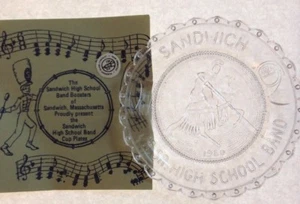 The
Sandwich High School
Band Boosters
of
Sandwich, Massachusetts
Proudly present
the
Sandwich
High School Band
Cup Plates
SANDWICH
HIGH SCHOOL BAND